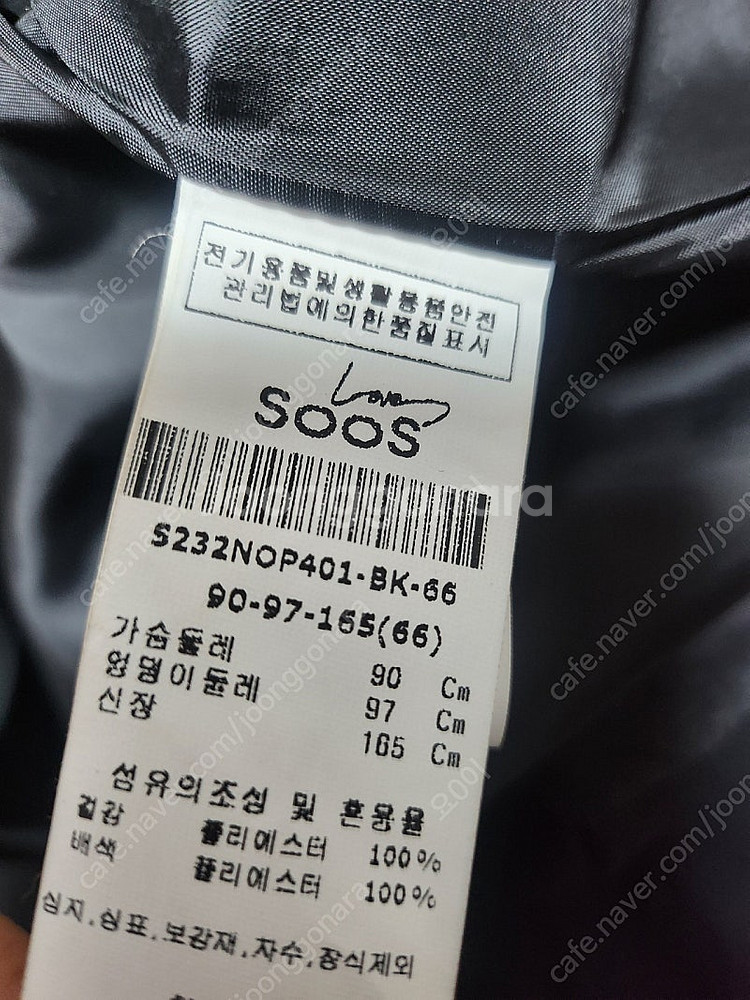 전기용품및생활용품안전
관리법에의한품질표시
Love
SOOS
joonggonara
S232NOP401-BK-66
90-97-165(66)
가슴둘레 90 Cm
엉덩이둘레 97 Cm
신장 165 Cm
섬유의조성 및 혼용율
겉감 폴리에스터 100%
배색 폴리에스터 100%
심지,심표,보강재,자수,장식제외
cafe.naver.com/joonggonara